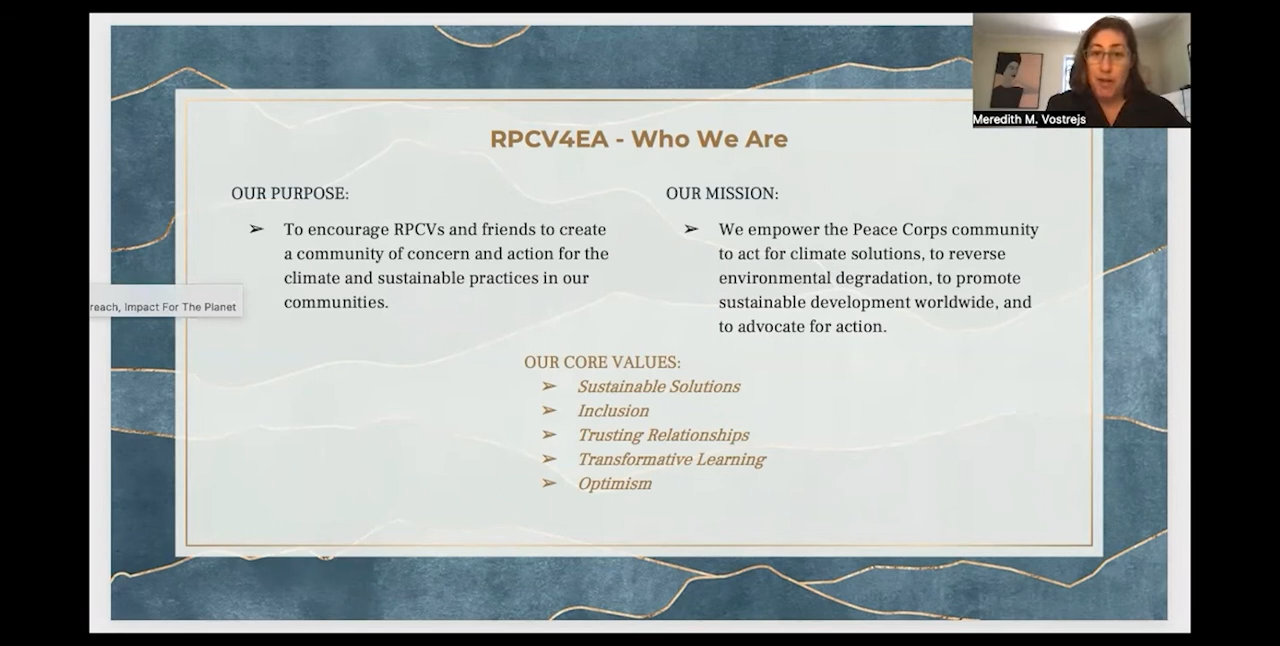 Meredith M. Vostrejs
RPCV4EA - Who We Are
OUR PURPOSE:
➢ To encourage RPCVs and friends to create
a community of concern and action for the
climate and sustainable practices in our
communities.
OUR MISSION:
➢ We empower the Peace Corps community
to act for climate solutions, to reverse
environmental degradation, to promote
sustainable development worldwide, and
to advocate for action.
reach, Impact For The Planet
OUR CORE VALUES:
➢ Sustainable Solutions
➢ Inclusion
➢ Trusting Relationships
➢ Transformative Learning
➢ Optimism